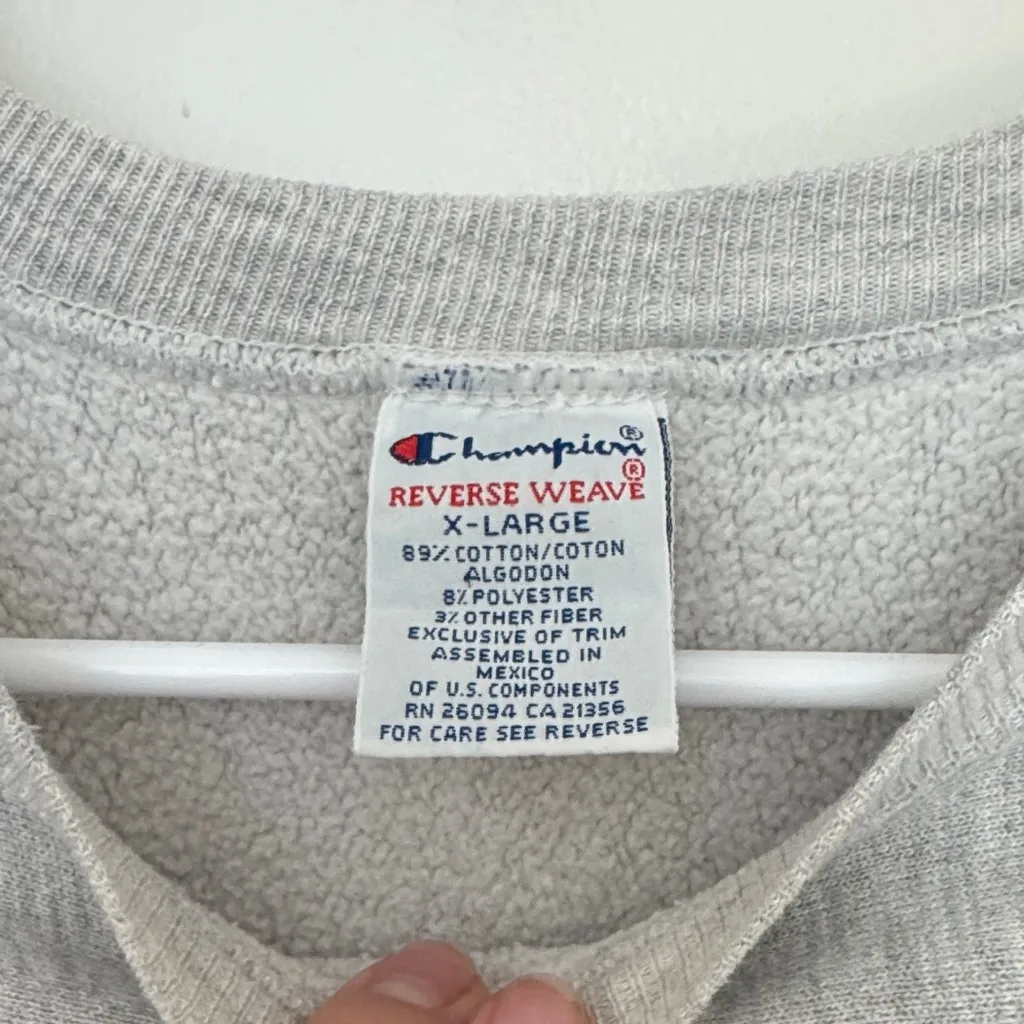 Champion®
REVERSE WEAVE®
X-LARGE
89% COTTON/COTON
ALGODON
8% POLYESTER
3% OTHER FIBER
EXCLUSIVE OF TRIM
ASSEMBLED IN
MEXICO
OF U.S. COMPONENTS
RN 26094 CA 21356
FOR CARE SEE REVERSE